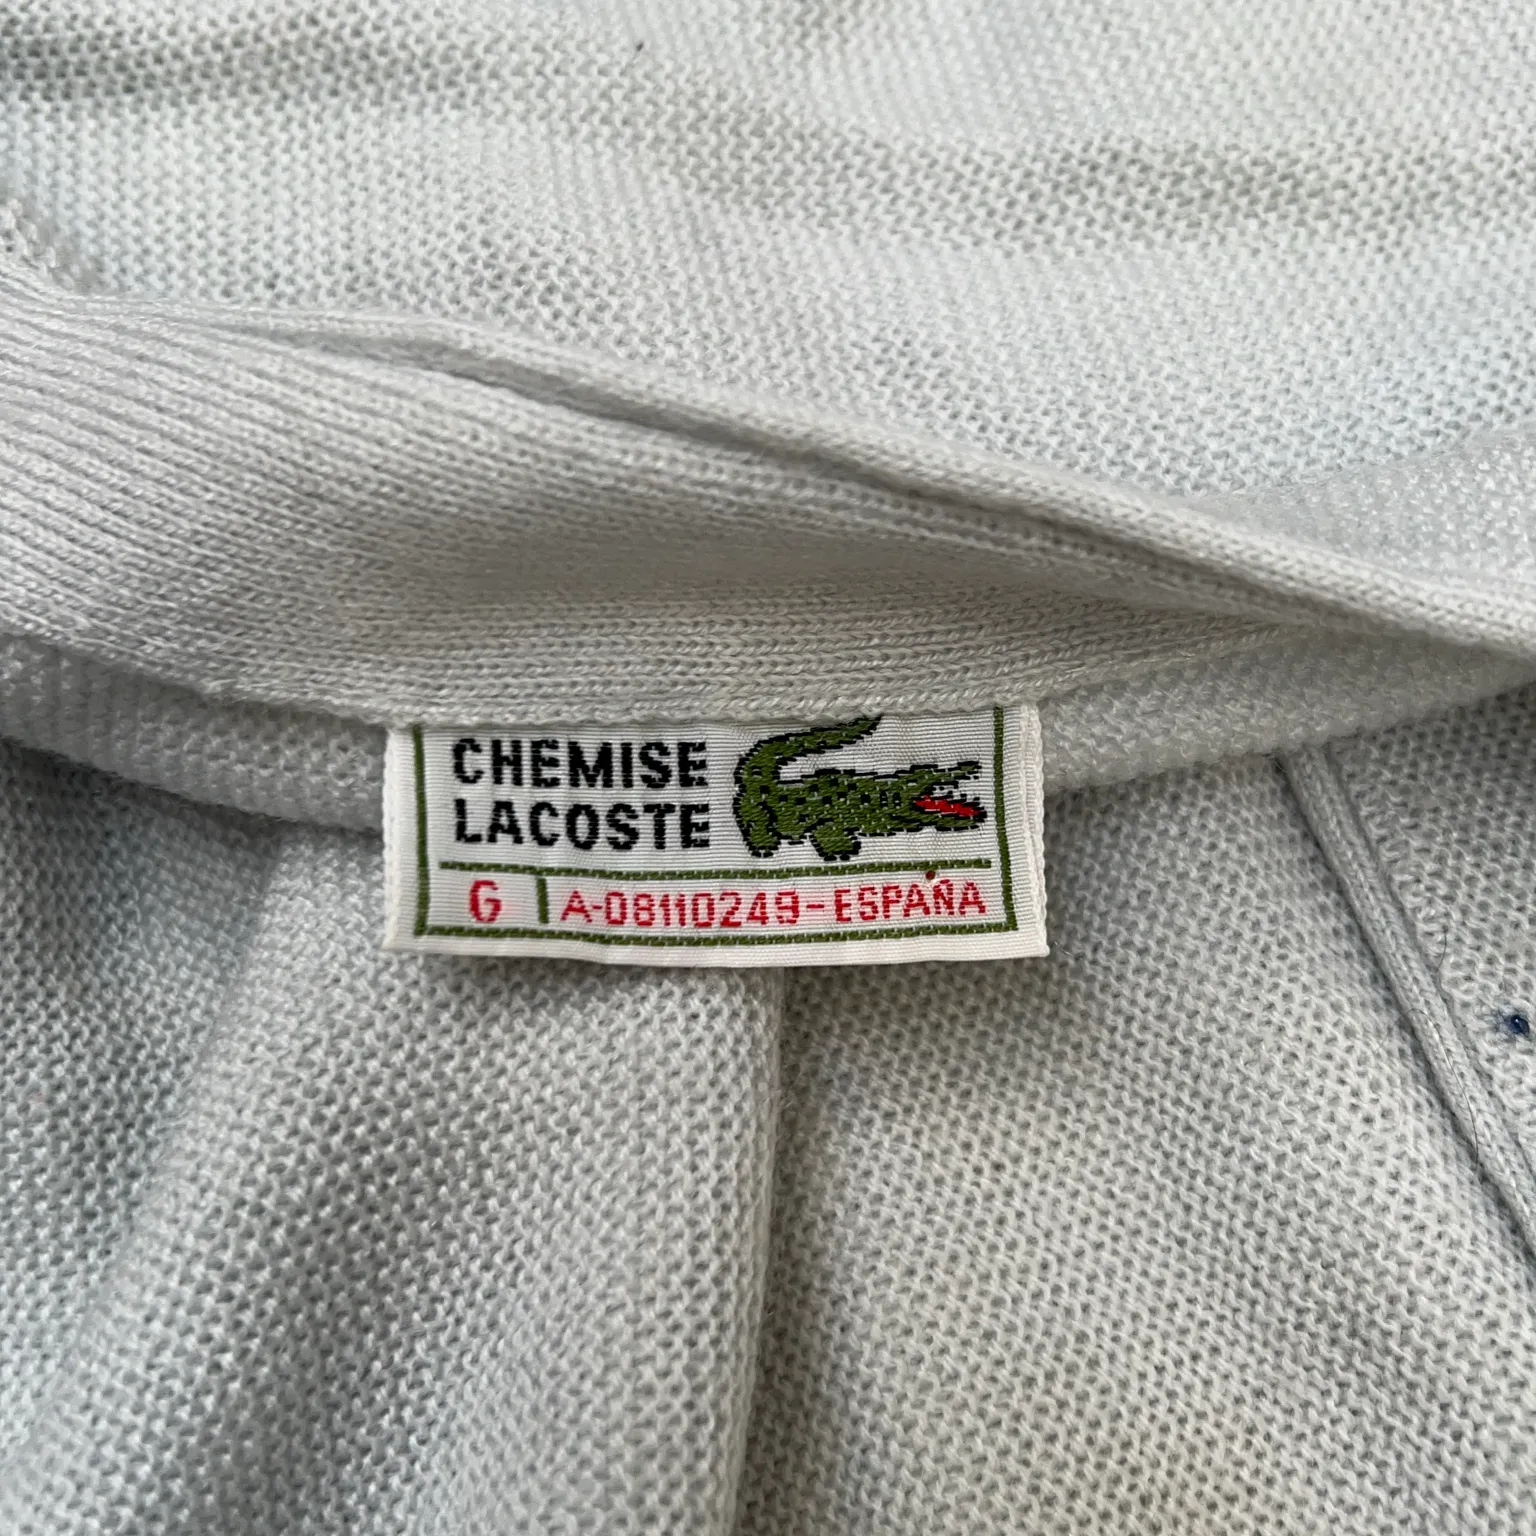 CHEMISE
LACOSTE
G A-08110249-ESPAÑA